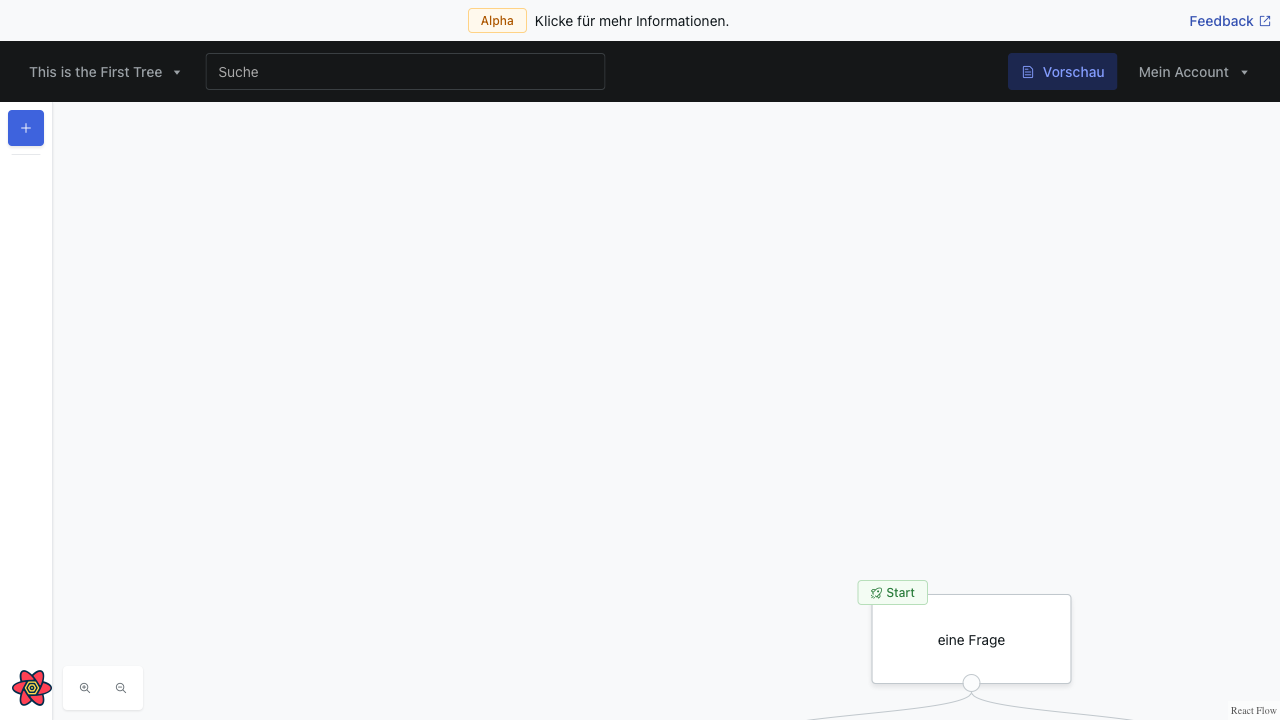 Alpha
Klicke für mehr Informationen.
Feedback
This is the First Tree
Suche
Vorschau
Mein Account
Start
eine Frage
React Flow